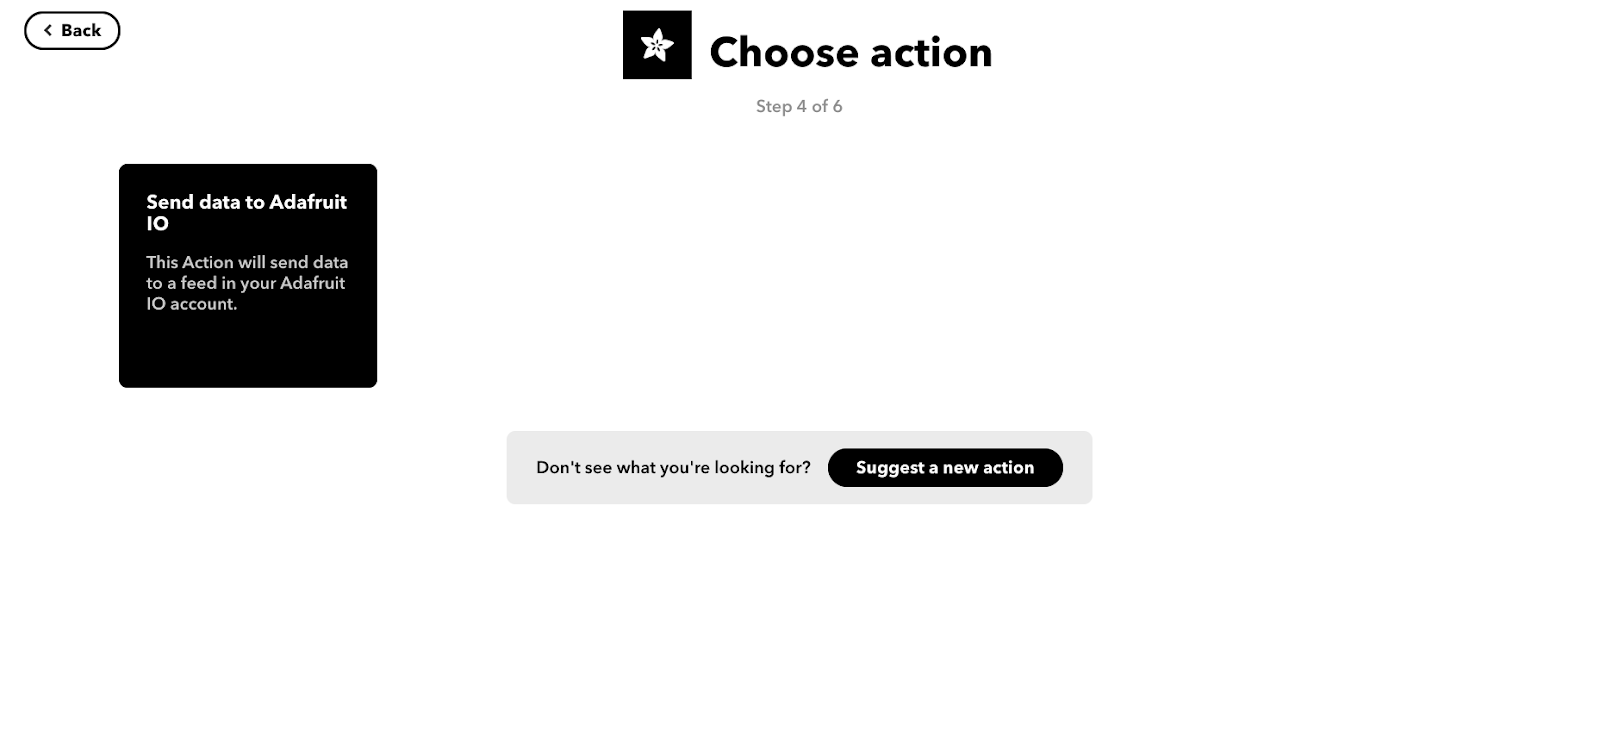 Back
Choose action
Step 4 of 6
Send data to Adafruit
IO
This Action will send data
to a feed in your Adafruit
IO account.
Don't see what you're looking for?
Suggest a new action